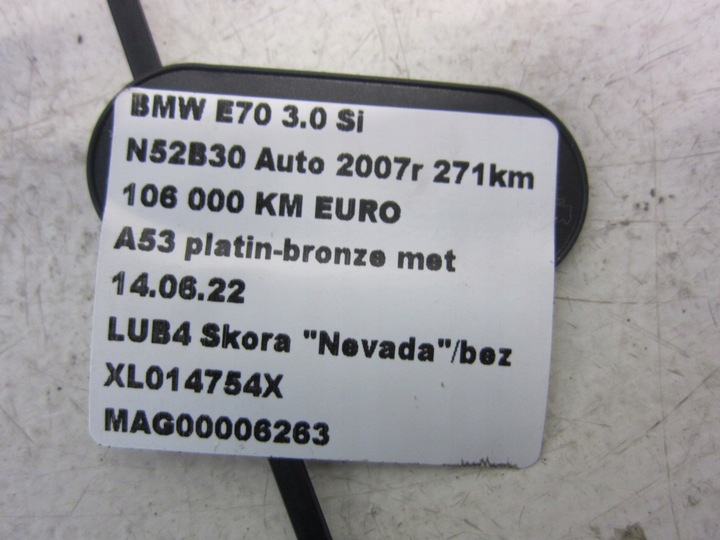 BMW E70 3.0 Si
N52B30 Auto 2007r 271km
106 000 KM EURO
A53 platin-bronze met
14.06.22
LUB4 Skora "Nevada"/bez
XL014754X
MAG00006263